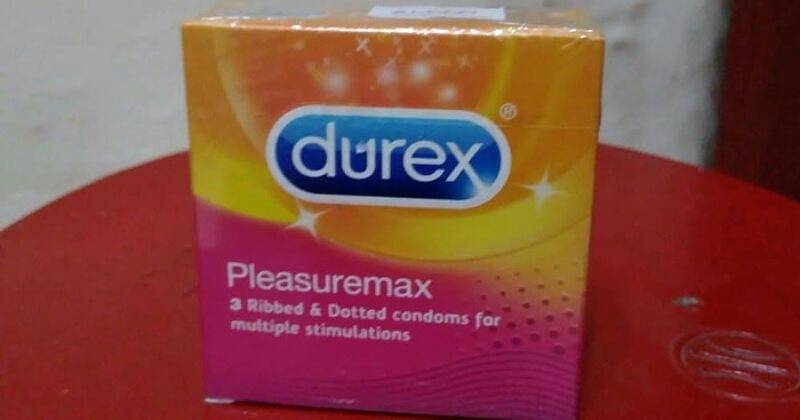 durex®
Pleasuremax
3 Ribbed & Dotted condoms for
multiple stimulations